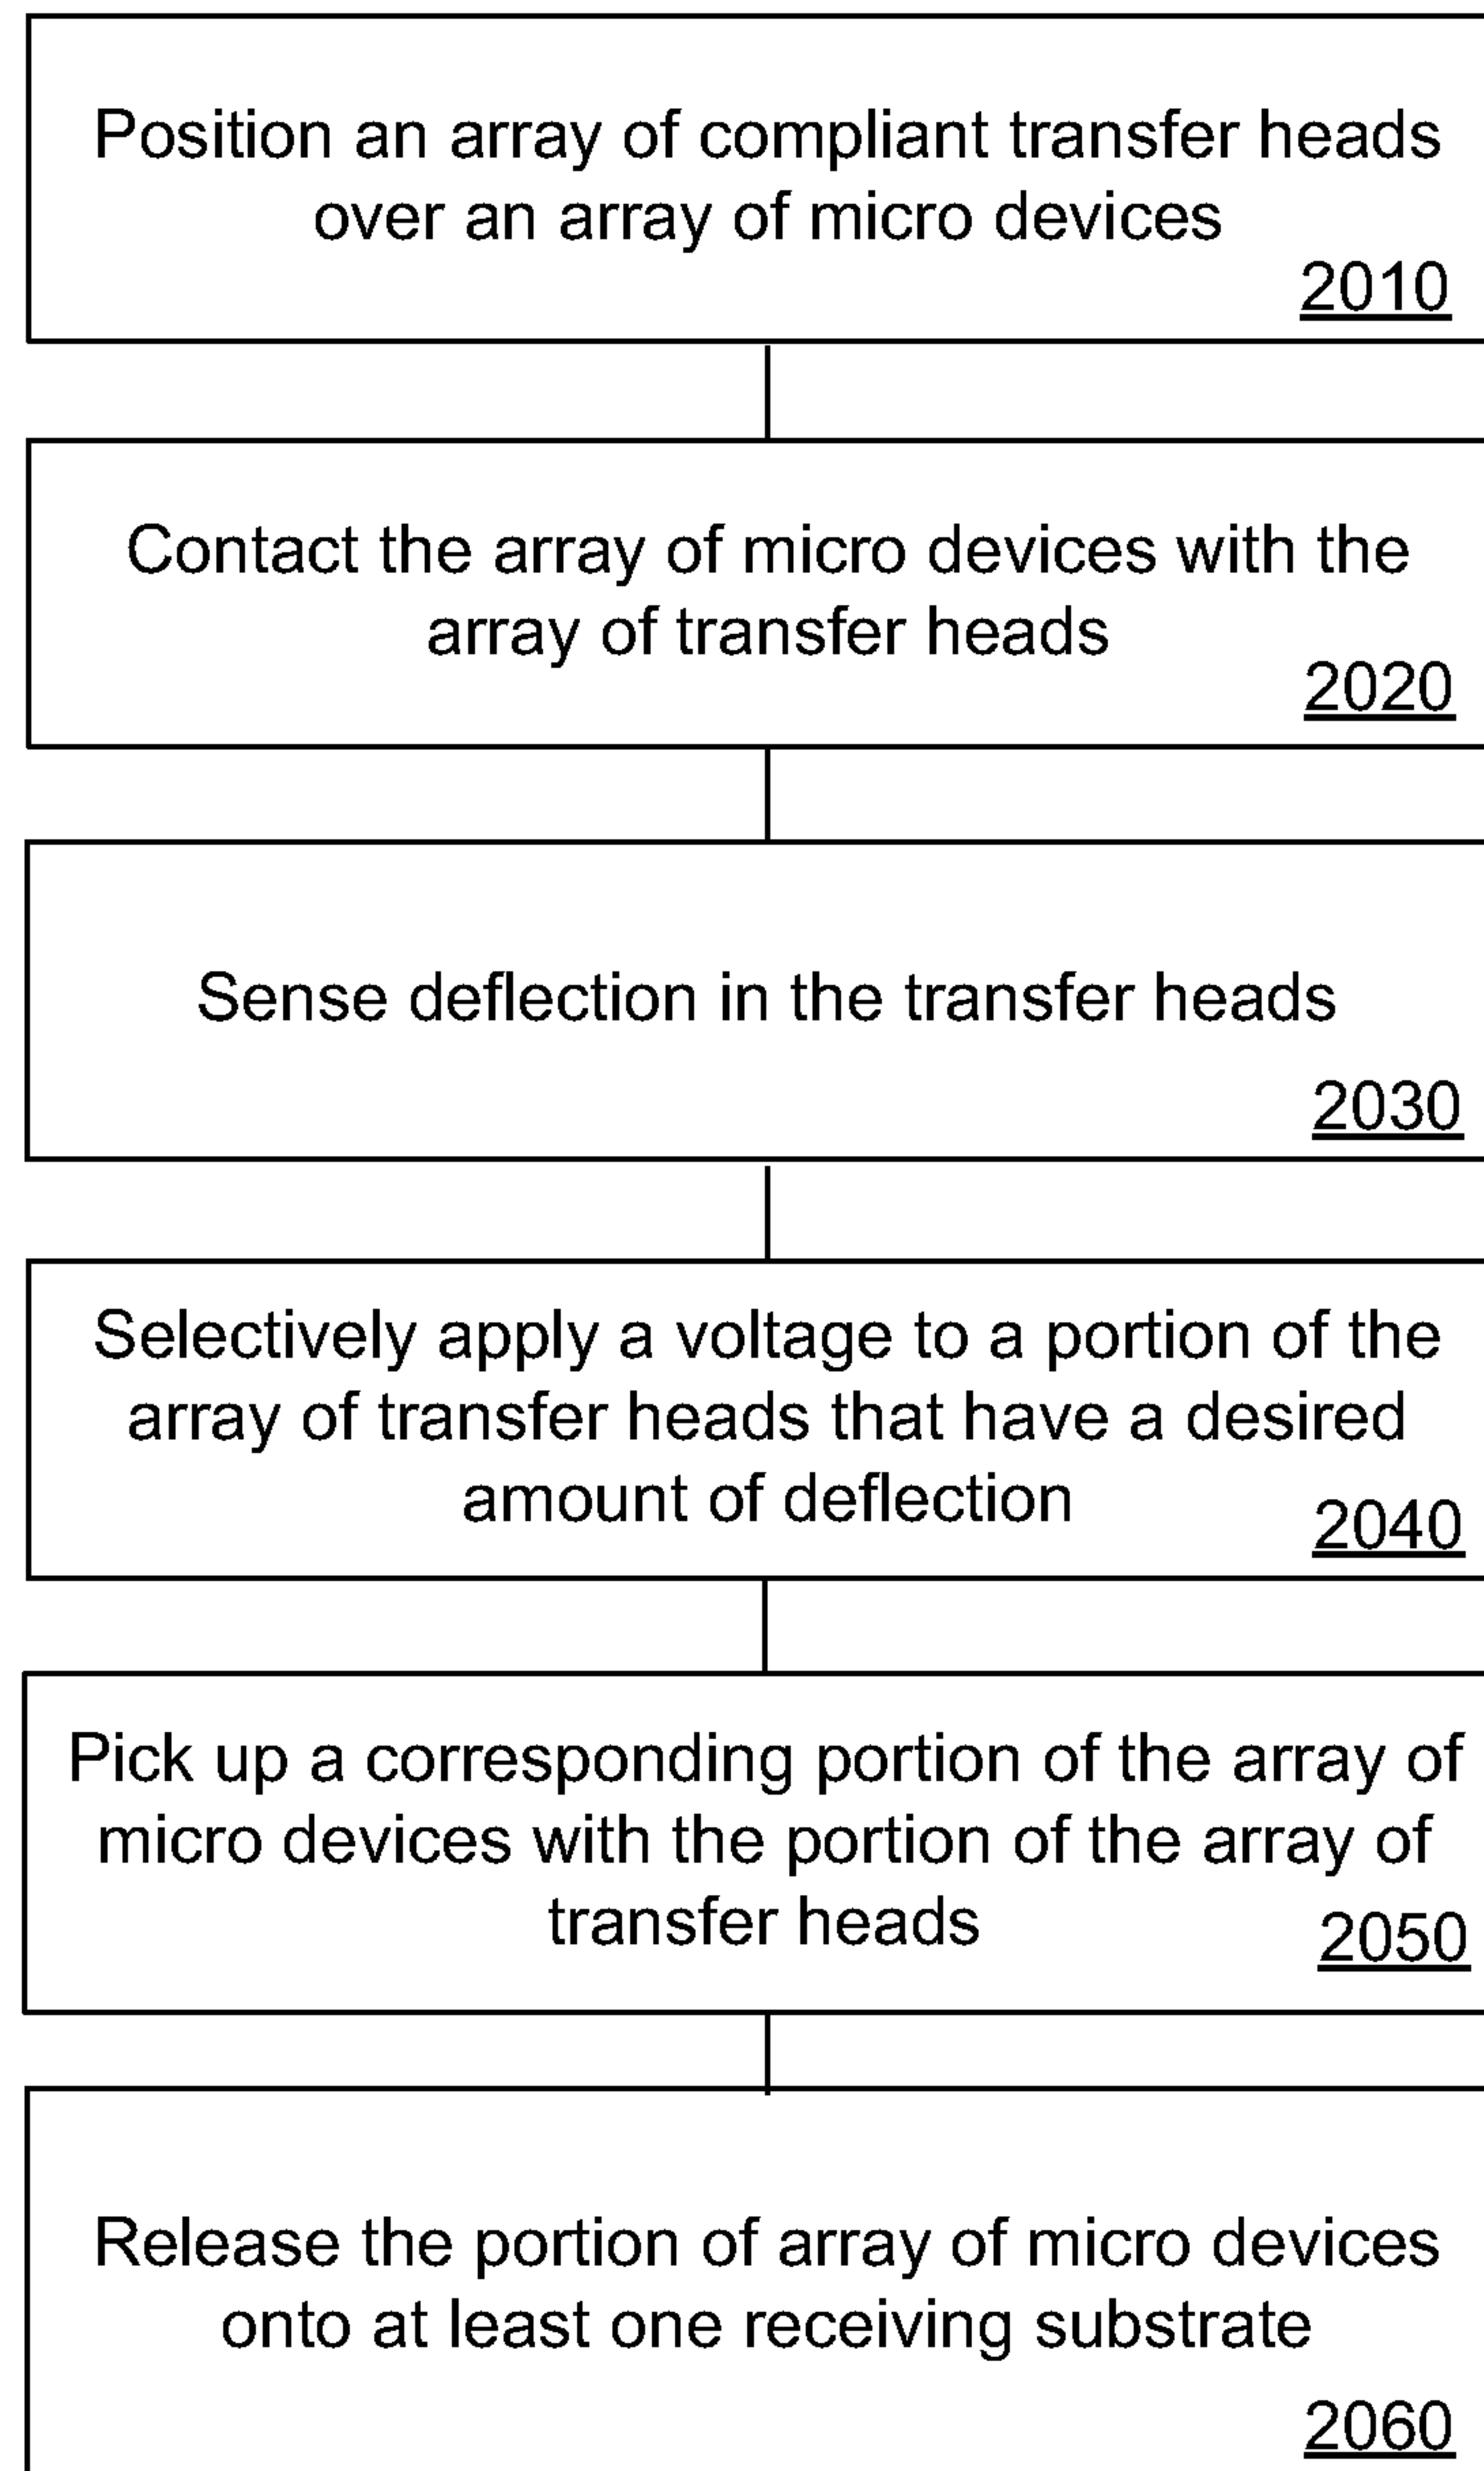 Position an array of compliant transfer heads
over an array of micro devices
2010
Contact the array of micro devices with the
array of transfer heads
2020
Sense deflection in the transfer heads
2030
Selectively apply a voltage to a portion of the
array of transfer heads that have a desired
amount of deflection
2040
Pick up a corresponding portion of the array of
micro devices with the portion of the array of
transfer heads
2050
Release the portion of array of micro devices
onto at least one receiving substrate
2060